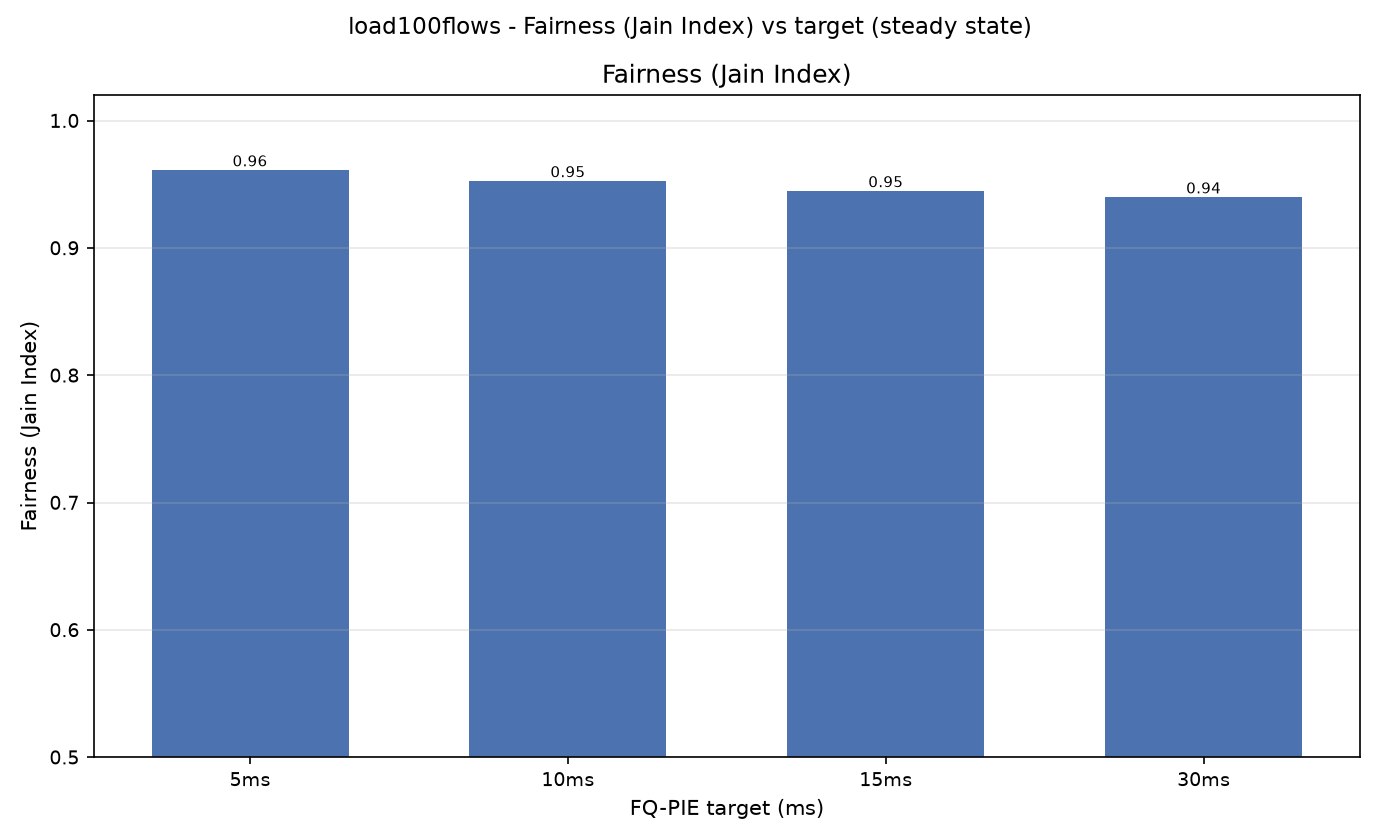 load100flows - Fairness (Jain Index) vs target (steady state)
Fairness (Jain Index)
Fairness (Jain Index)
1.0
0.9
0.8
0.7
0.6
0.5
0.96
0.95
0.95
0.94
5ms
10ms
15ms
30ms
FQ-PIE target (ms)